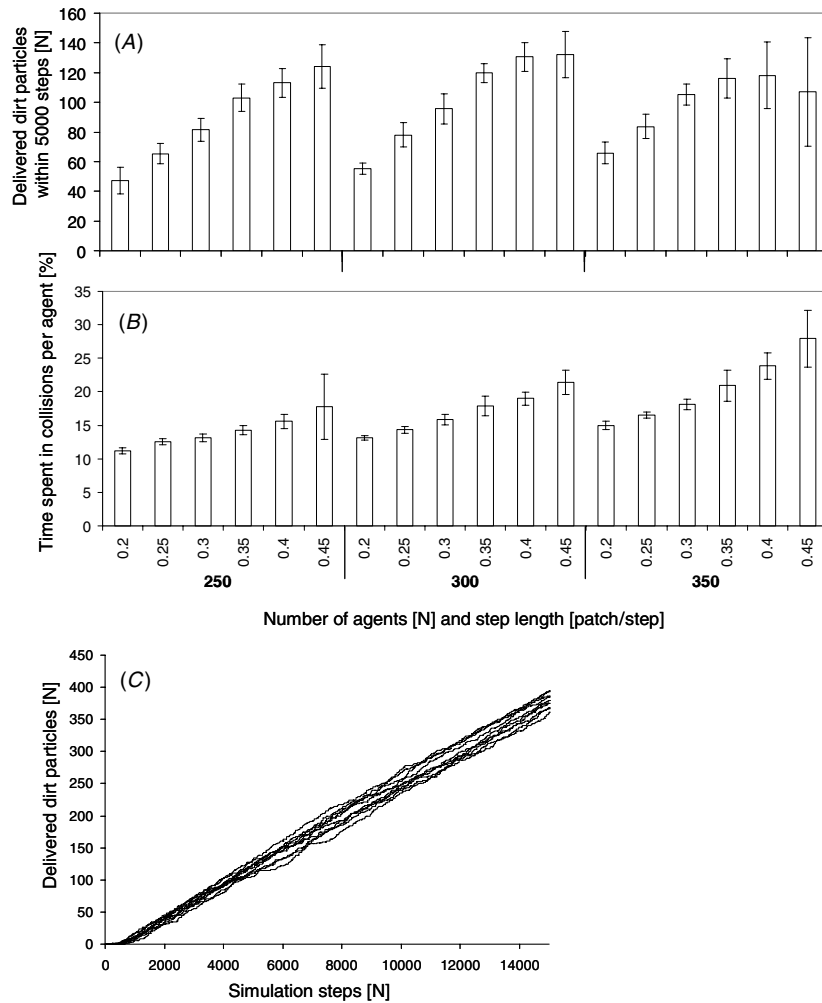 (A)
Delivered dirt particles
within 5000 steps [N]
160
140
120
100
80
60
40
20
0
(B)
Time spent in collisions per agent [%]
35
30
25
20
15
10
5
0
0.2 0.25 0.3 0.35 0.4 0.45 0.2 0.25 0.3 0.35 0.4 0.45 0.2 0.25 0.3 0.35 0.4 0.45
250 300 350
Number of agents [N] and step length [patch/step]
(C)
Delivered dirt particles [N]
450
400
350
300
250
200
150
100
50
0
0 2000 4000 6000 8000 10000 12000 14000
Simulation steps [N]